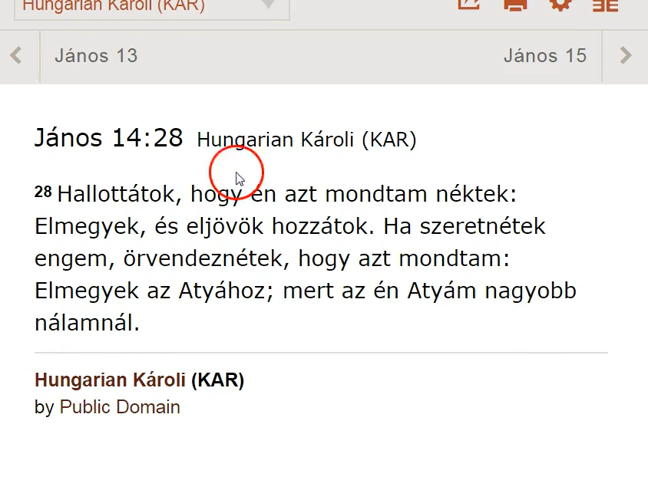 Hungarian Károli (KAR)
János 13
János 15
János 14:28 Hungarian Károli (KAR)
28 Hallottátok, hogy én azt mondtam néktek:
Elmegyek, és eljövök hozzátok. Ha szeretnétek
engem, örvendeznétek, hogy azt mondtam:
Elmegyek az Atyához; mert az én Atyám nagyobb
nálamnál.
Hungarian Károli (KAR)
by Public Domain